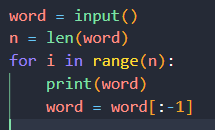 word = input()
n = len(word)
for i in range(n):
    print(word)
    word = word[:-1]